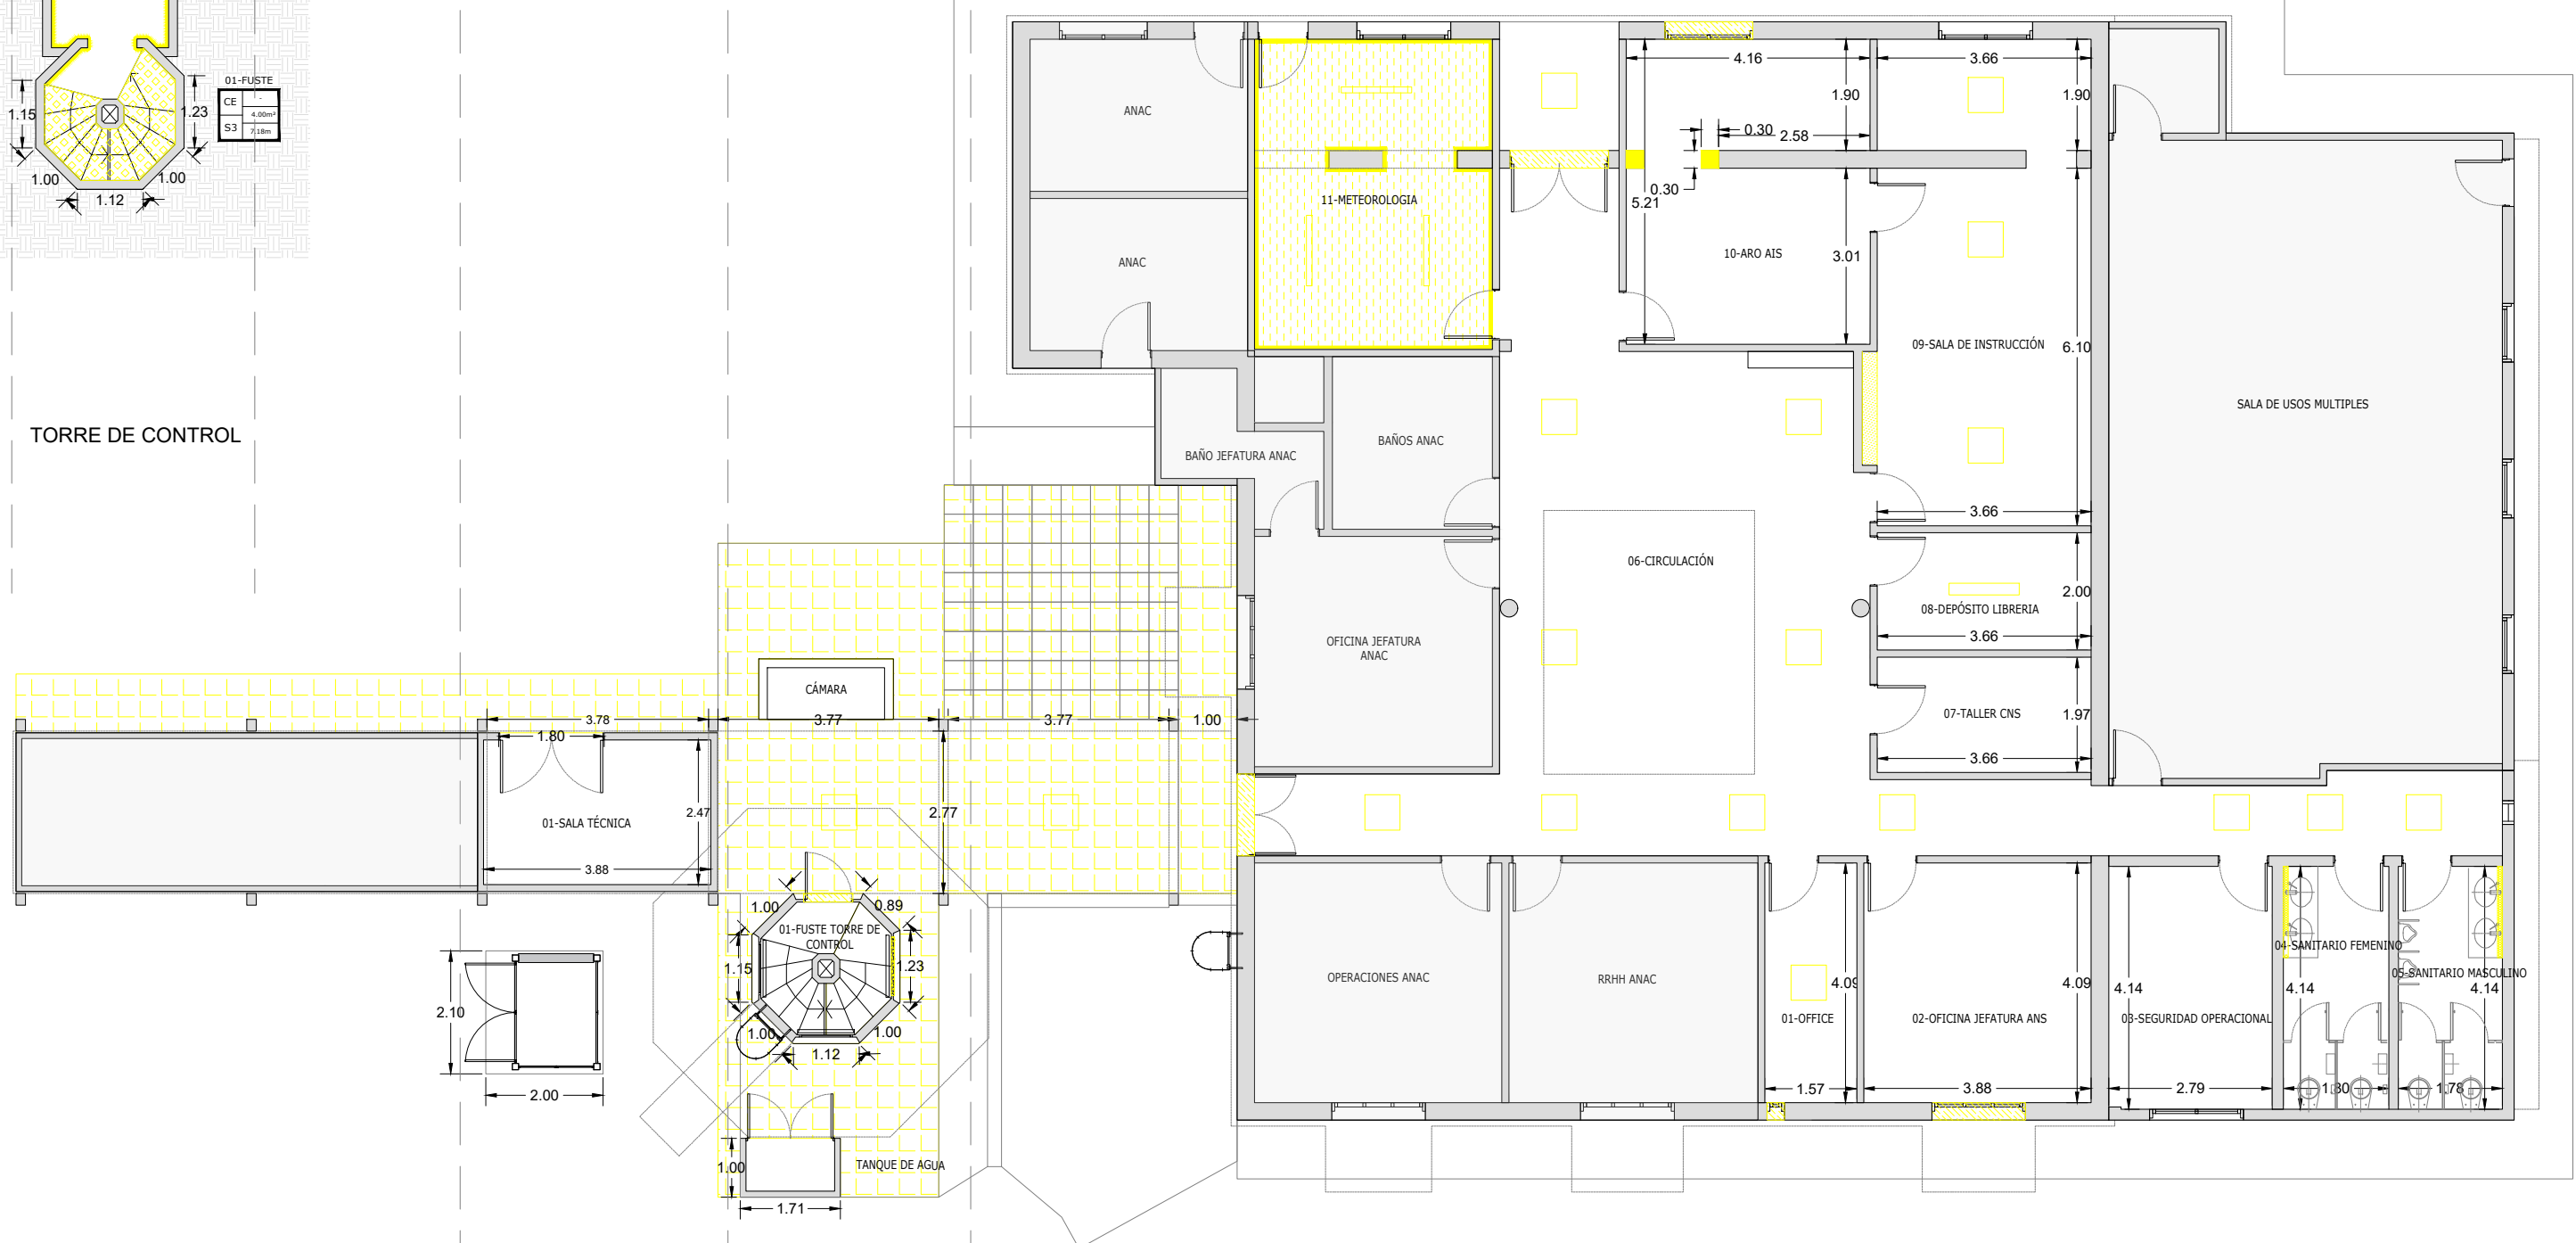 01-FUSTE
CE -
4.00m²
S3 7.18m
1.15
1.23
1.00
1.00
1.12
TORRE DE CONTROL
ANAC
ANAC
11-METEOROLOGIA
4.16
3.66
1.90
1.90
0.30
2.58
0.30
5.21
10-ARO AIS
3.01
09-SALA DE INSTRUCCIÓN
6.10
SALA DE USOS MULTIPLES
BAÑO JEFATURA ANAC
BAÑOS ANAC
3.66
06-CIRCULACIÓN
2.00
08-DEPÓSITO LIBRERIA
3.66
OFICINA JEFATURA
ANAC
07-TALLER CNS
1.97
3.66
CÁMARA
3.78
3.77
3.77
1.00
1.80
2.47
2.77
01-SALA TÉCNICA
3.88
1.00
0.89
01-FUSTE TORRE DE
CONTROL
1.15
1.23
1.00
1.00
1.12
2.10
2.00
1.00
TANQUE DE AGUA
1.71
OPERACIONES ANAC
RRHH ANAC
4.09
01-OFFICE
1.57
4.09
02-OFICINA JEFATURA ANS
3.88
4.14
03-SEGURIDAD OPERACIONAL
2.79
04-SANITARIO FEMENINO
4.14
1.80
05-SANITARIO MASCULINO
4.14
1.78